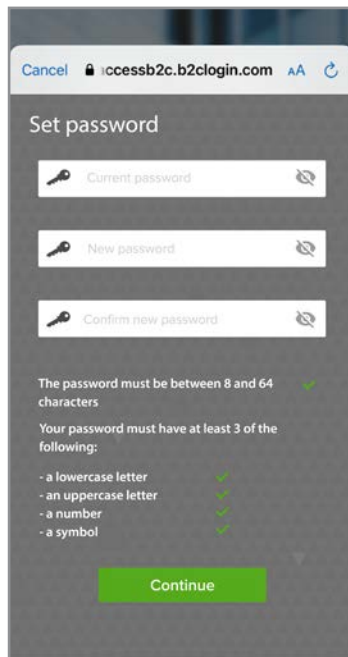 Cancel ccessb2c.b2clogin.com AA
Set password
Current password
New password
Confirm new password
The password must be between 8 and 64
characters
Your password must have at least 3 of the
following:
- a lowercase letter
- an uppercase letter
- a number
- a symbol
Continue